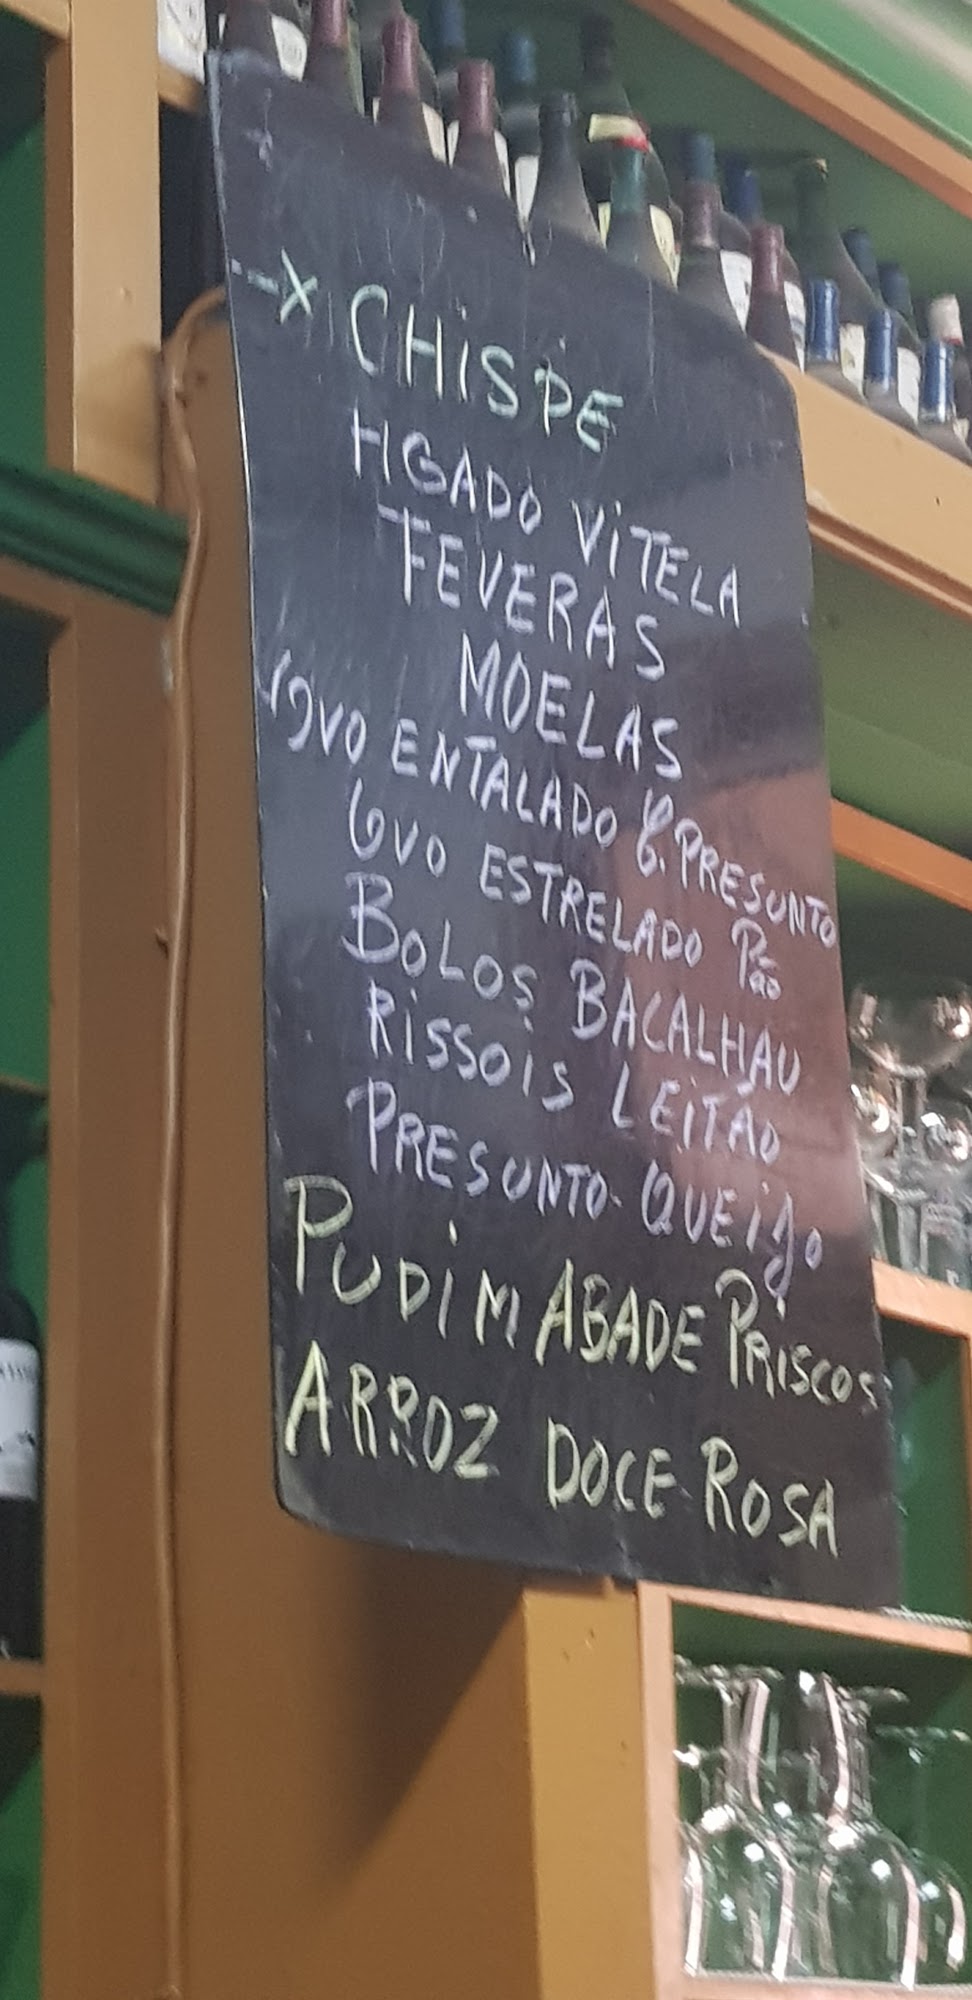 -→ CHISPE
FIGADO VITELA
FEVERAS
MOELAS
OVO ENTALADO C. PRESUNTO
OVO ESTRELADO Pão
BOLOS BACALHAU
RISSOIS LEITÃO
PRESUNTO - QUEIJO
PUDIM ABADE PRISCOS
ARROZ DOCE ROSA